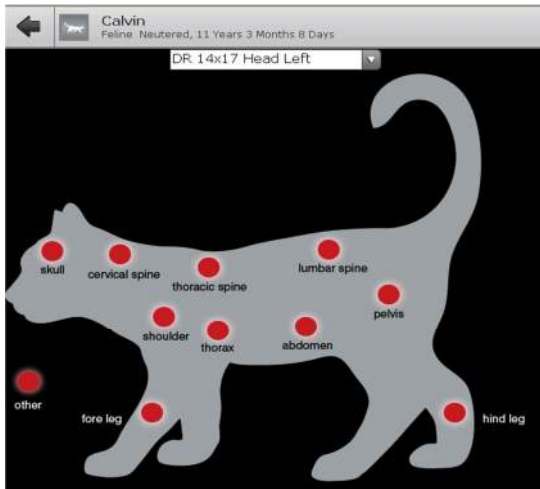 Calvin
Feline Neutered, 11 Years 3 Months 8 Days
DR 14x17 Head Left
skull
cervical spine
thoracic spine
lumbar spine
pelvis
shoulder
thorax
abdomen
other
fore leg
hind leg